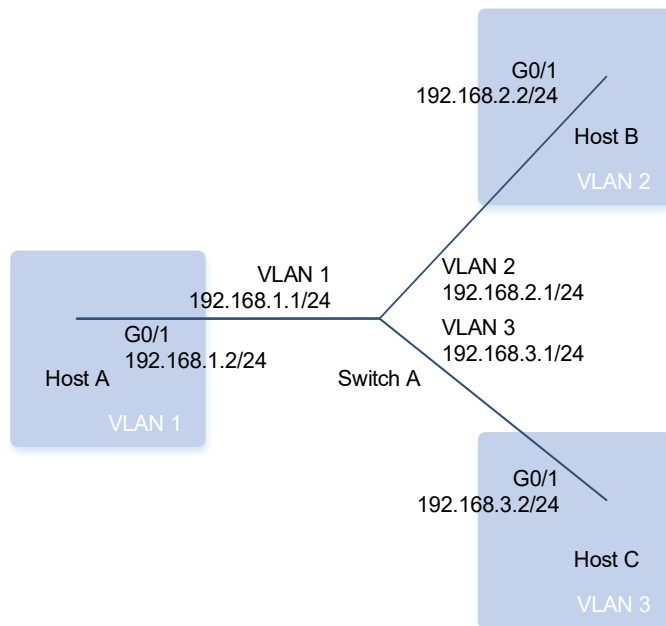 G0/1
192.168.2.2/24
Host B
VLAN 2
VLAN 1
192.168.1.1/24
VLAN 2
192.168.2.1/24
G0/1
192.168.1.2/24
VLAN 3
192.168.3.1/24
Host A
Switch A
VLAN 1
G0/1
192.168.3.2/24
Host C
VLAN 3